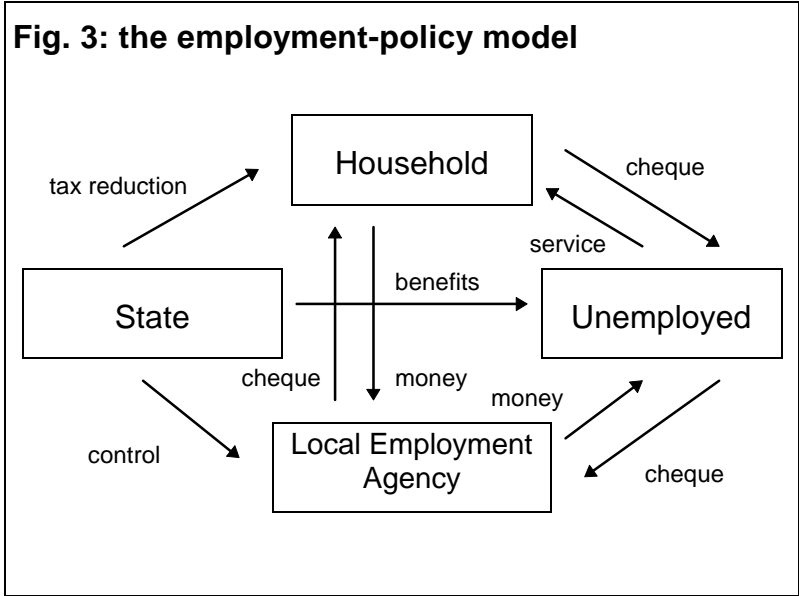 Fig. 3: the employment-policy model
Household
tax reduction
cheque
service
benefits
State
Unemployed
cheque
money
money
control
Local Employment
Agency
cheque